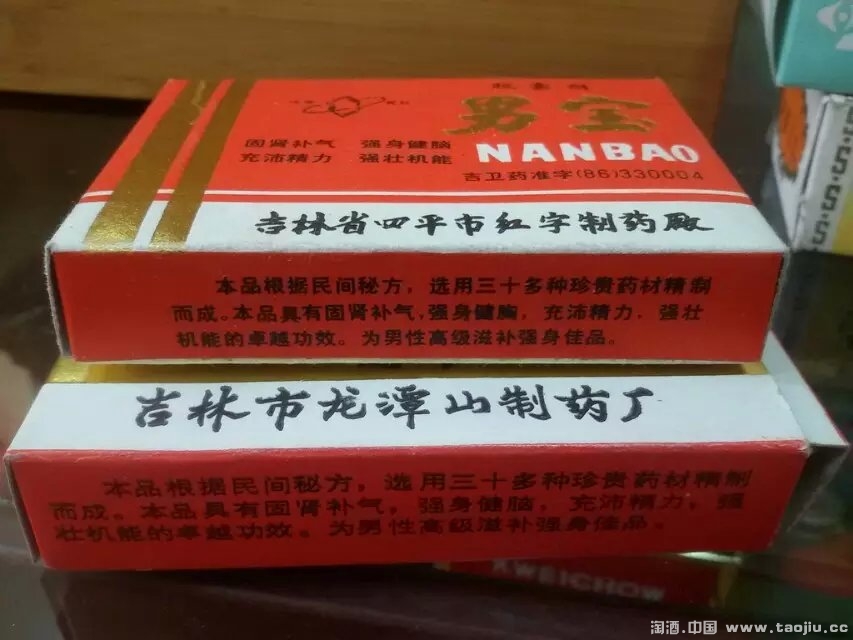 胶囊剂
男宝
固肾补气 强身健脑
充沛精力 强壮机能
NANBAO
吉卫药准字(86)330004
吉林省四平市红字制药厰
本品根据民间秘方，选用三十多种珍贵药材精制
而成。本品具有固肾补气，强身健胸，充沛精力，强壮
机能的卓越功效。为男性高级滋补强身佳品。
吉林市龙潭山制药厂
本品根据民间秘方，选用三十多种珍贵药材精制
而成。本品具有固肾补气，强身健脑，充沛精力，强
壮机能的卓越功效。为男性高级滋补强身佳品。
KWEICHOW
淘酒.中国 www.taojiu.cc